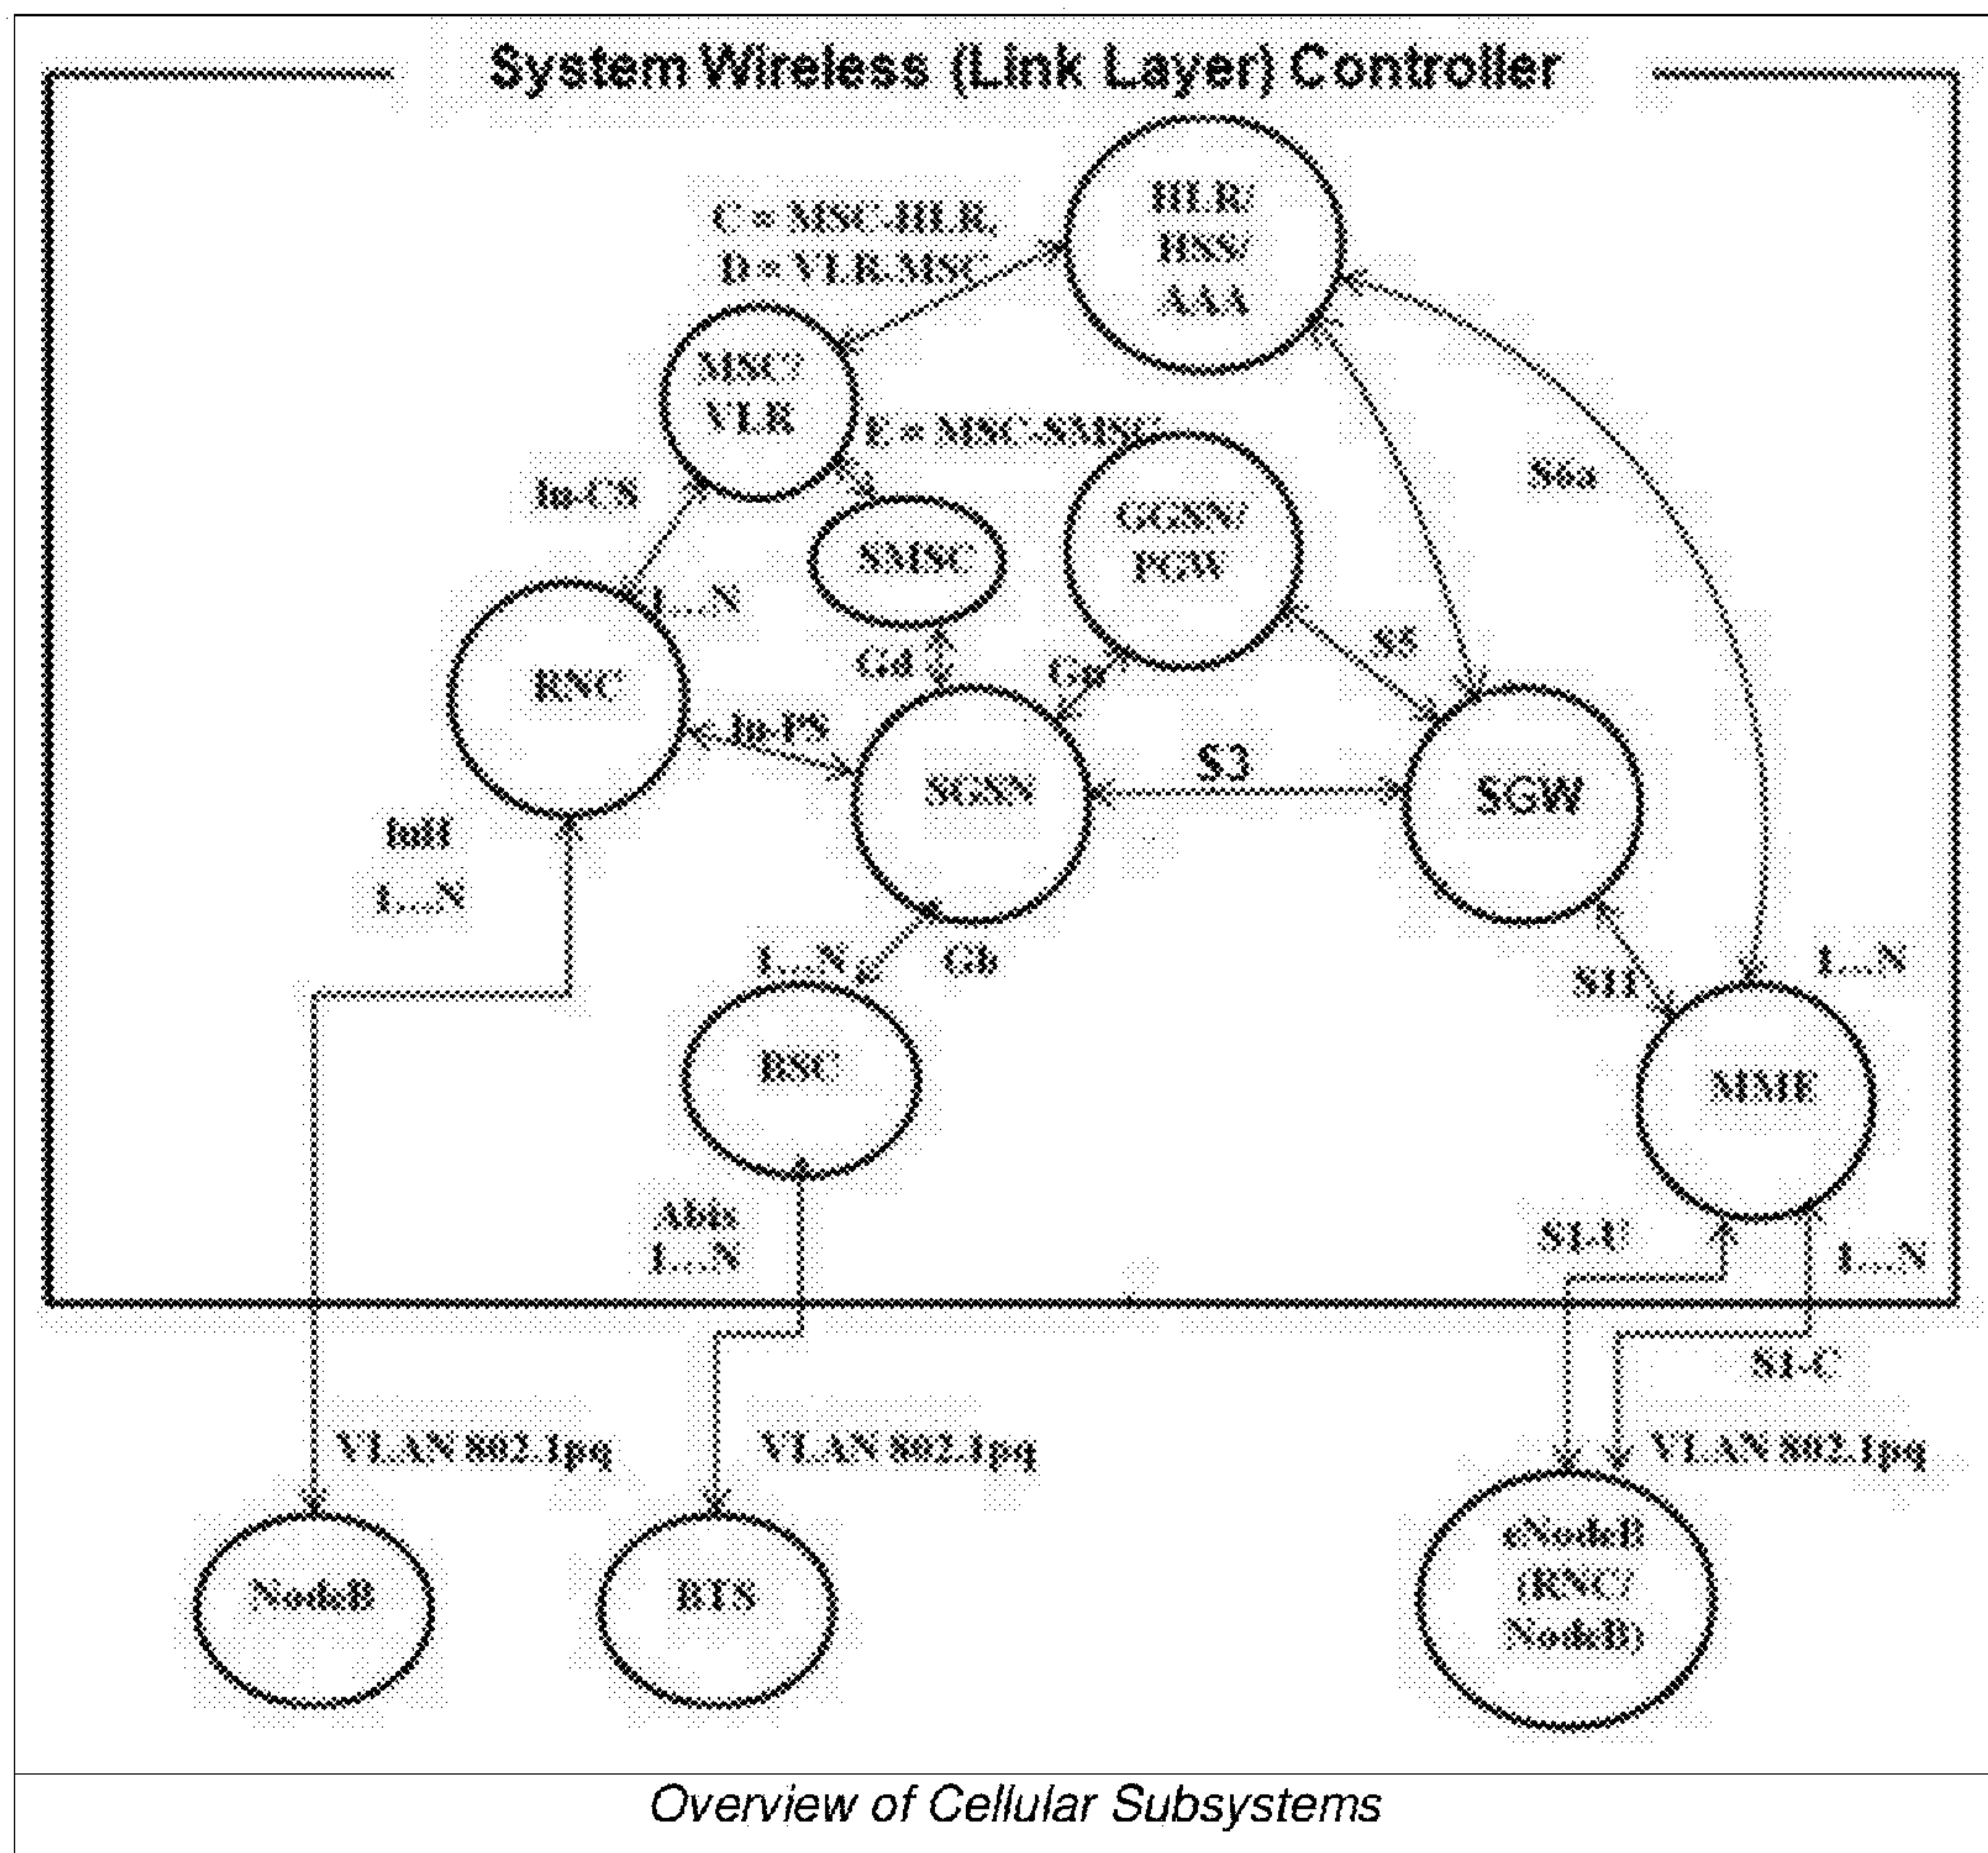 System Wireless (Link Layer) Controller
HLR/
HSS/
AAA
C = MSC-HLR,
D = VLR-MSC
MSC/
VLR
E = MSC-SMSC
S6a
Iu-CS
GGSN/
PGW
SMSC
1....N
S5
Gd
Gn
RNC
Iu-PS
S3
SGSN
SGW
IuH
1....N
1....N
Gb
1....N
S11
BSC
MME
Abis
1....N
S1-U
1....N
S1-C
VLAN 802.1pq
VLAN 802.1pq
VLAN 802.1pq
NodeB
BTS
eNodeB
(RNC/
NodeB)
Overview of Cellular Subsystems